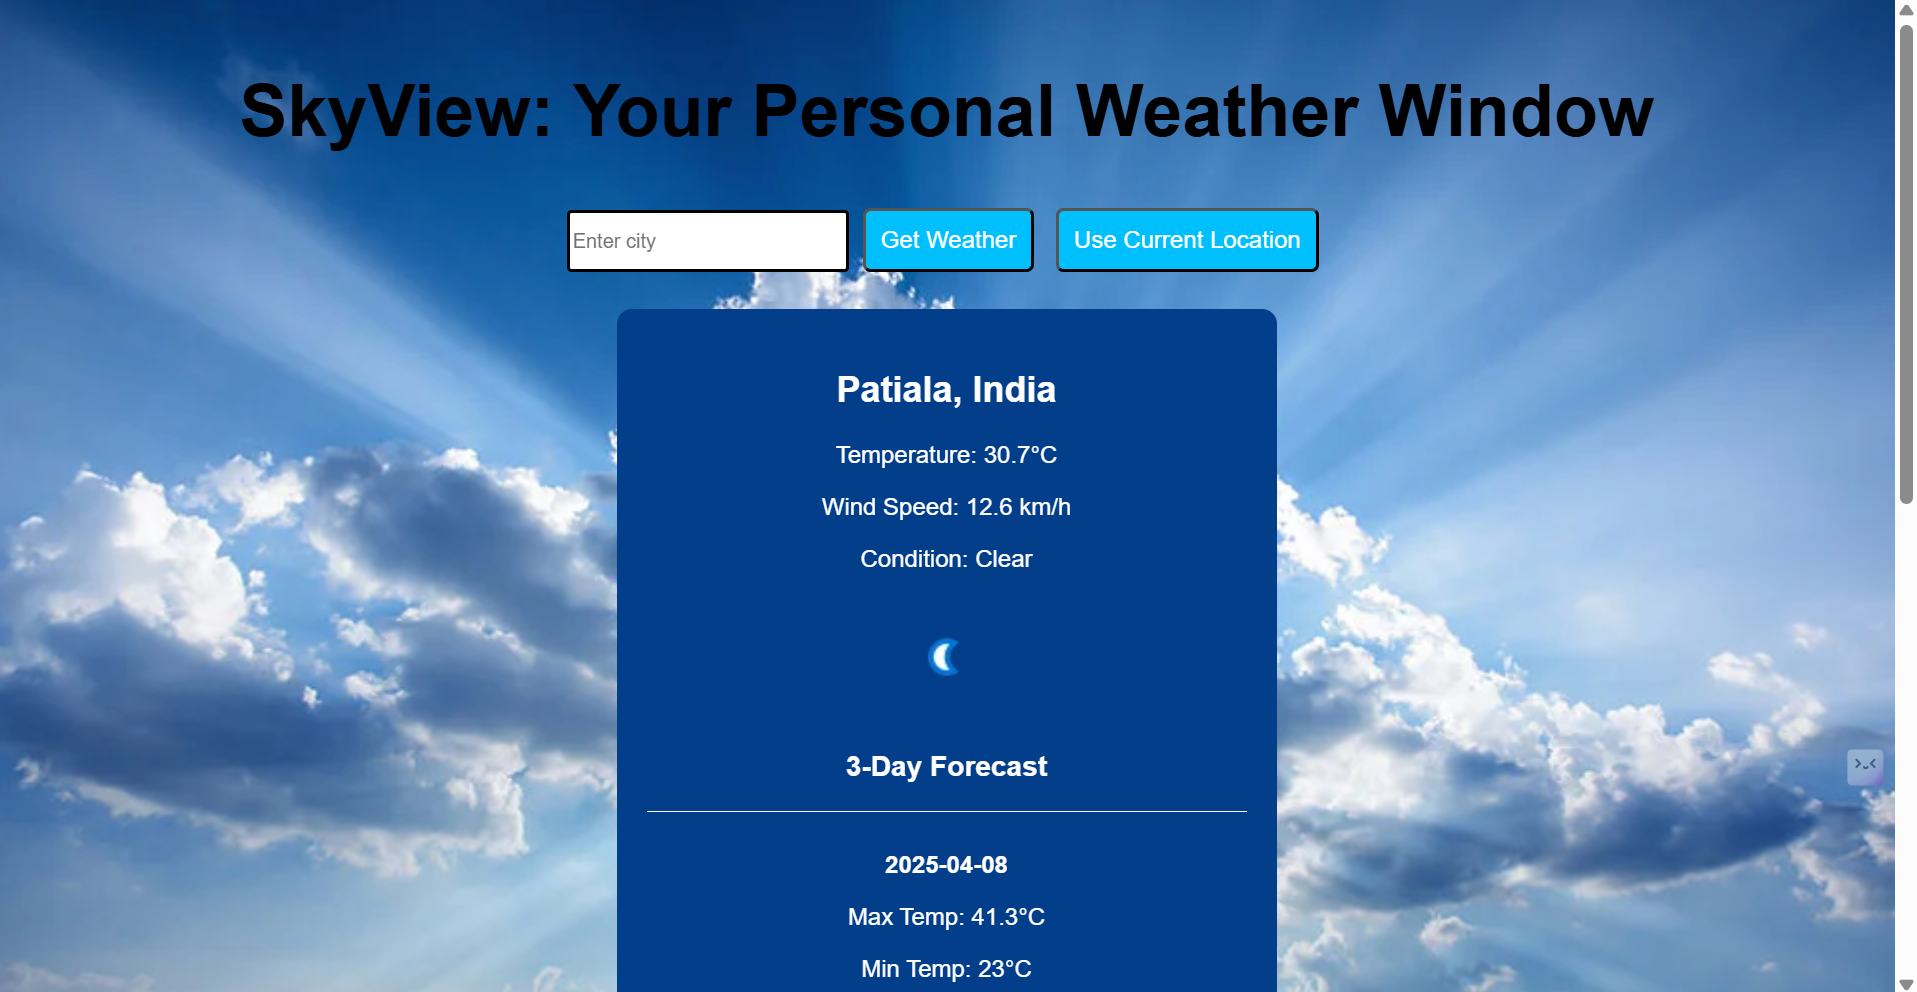 SkyView: Your Personal Weather Window
Enter city
Get Weather
Use Current Location
Patiala, India
Temperature: 30.7°C
Wind Speed: 12.6 km/h
Condition: Clear
3-Day Forecast
2025-04-08
Max Temp: 41.3°C
Min Temp: 23°C